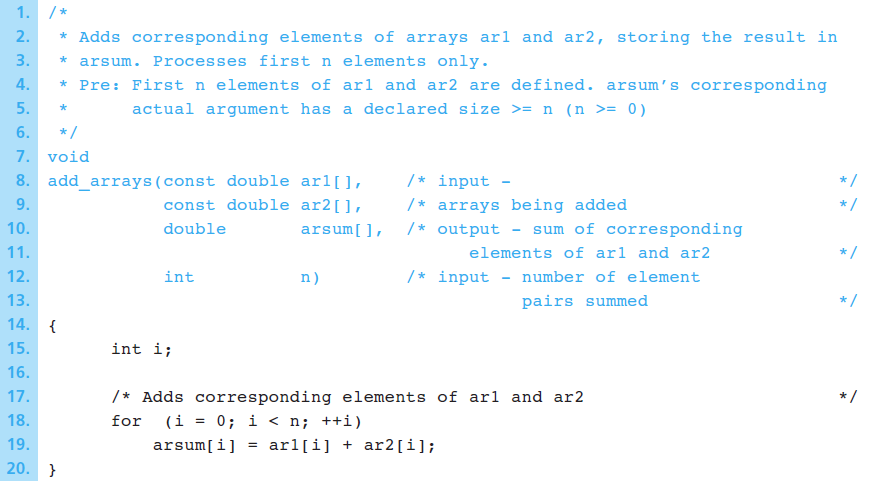 1. /*
2.  * Adds corresponding elements of arrays ar1 and ar2, storing the result in
3.  * arsum. Processes first n elements only.
4.  * Pre: First n elements of ar1 and ar2 are defined. arsum's corresponding
5.  *      actual argument has a declared size >= n (n >= 0)
6.  */
7. void
8. add_arrays(const double ar1[],    /* input -                               */
9.            const double ar2[],    /* arrays being added                    */
10.            double       arsum[],  /* output - sum of corresponding
11.                                         elements of ar1 and ar2            */
12.            int          n)        /* input - number of element
13.                                              pairs summed                  */
14. {
15.       int i;
16.
17.       /* Adds corresponding elements of ar1 and ar2                        */
18.       for  (i = 0; i < n; ++i)
19.           arsum[i] = ar1[i] + ar2[i];
20. }